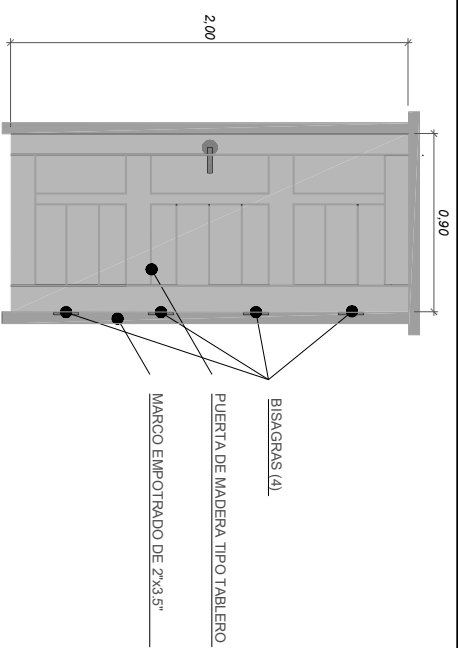 2,00
0,90
BISAGRAS (4)
PUERTA DE MADERA TIPO TABLERO
MARCO EMPOTRADO DE 2"x3.5"